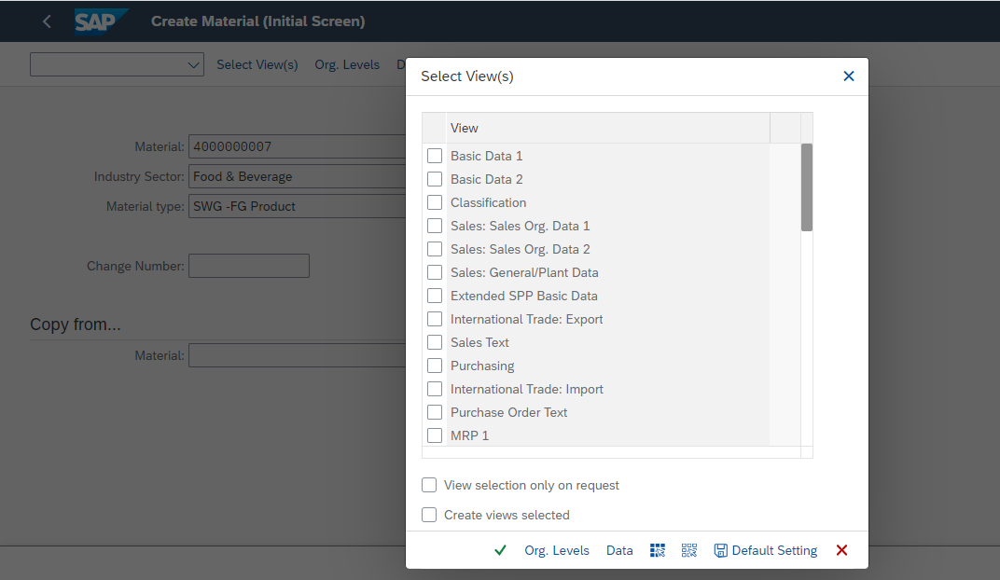 SAP Create Material (Initial Screen)
Select View(s) Org. Levels D
Material: 4000000007
Industry Sector: Food & Beverage
Material type: SWG -FG Product
Change Number:
Copy from...
Material:
Select View(s)
View
Basic Data 1
Basic Data 2
Classification
Sales: Sales Org. Data 1
Sales: Sales Org. Data 2
Sales: General/Plant Data
Extended SPP Basic Data
International Trade: Export
Sales Text
Purchasing
International Trade: Import
Purchase Order Text
MRP 1
View selection only on request
Create views selected
Org. Levels Data Default Setting